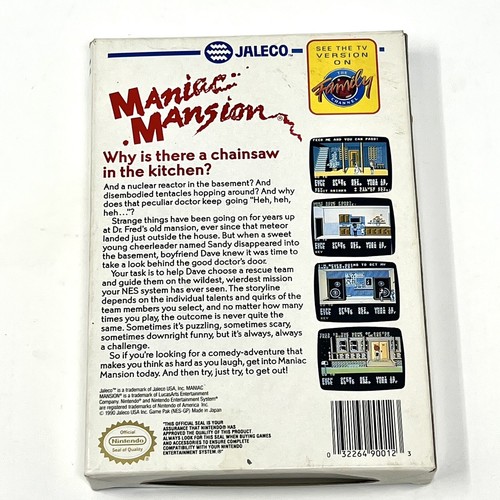 JALECO™
SEE THE TV
VERSION
ON
THE
Family
CHANNEL
Maniac
Mansion
Why is there a chainsaw
in the kitchen?
And a nuclear reactor in the basement? And
disembodied tentacles hopping around? And why
does that peculiar doctor keep going "Heh, heh,
heh..."?
Strange things have been going on for years up
at Dr. Fred's old mansion, ever since that meteor
landed just outside the house. But when a sweet
young cheerleader named Sandy disappeared into
the basement, boyfriend Dave knew it was time to
take a look behind the good doctor's door.
Your task is to help Dave choose a rescue team
and guide them on the wildest, wierdest mission
your NES system has ever seen. The storyline
depends on the individual talents and quirks of the
team members you select, and no matter how many
times you play, the outcome is never quite the same.
Sometimes it's puzzling, sometimes scary,
sometimes downright funny, but it's always, always
a challenge.
So if you're looking for a comedy-adventure that
makes you think as hard as you laugh, get into Maniac
Mansion today. And then try, just try, to get out!
FEED ME AND YOU CAN PASS!
Jaleco™ is a trademark of Jaleco USA, Inc. MANIAC
MANSION® is a trademark of LucasArts Entertainment
Company. Nintendo® and Nintendo Entertainment System®
are registered trademarks of Nintendo of America Inc.
© 1990 Jaleco USA Inc. Game Pak (NES-GP) Made in Japan
Official
Nintendo
Seal of Quality
"THIS OFFICIAL SEAL IS YOUR
ASSURANCE THAT NINTENDO® HAS
APPROVED THE QUALITY OF THIS PRODUCT.
ALWAYS LOOK FOR THIS SEAL WHEN BUYING GAMES
AND ACCESSORIES TO ENSURE COMPLETE
COMPATIBILITY WITH YOUR NINTENDO
ENTERTAINMENT SYSTEM.®"
0 32264 90012 3